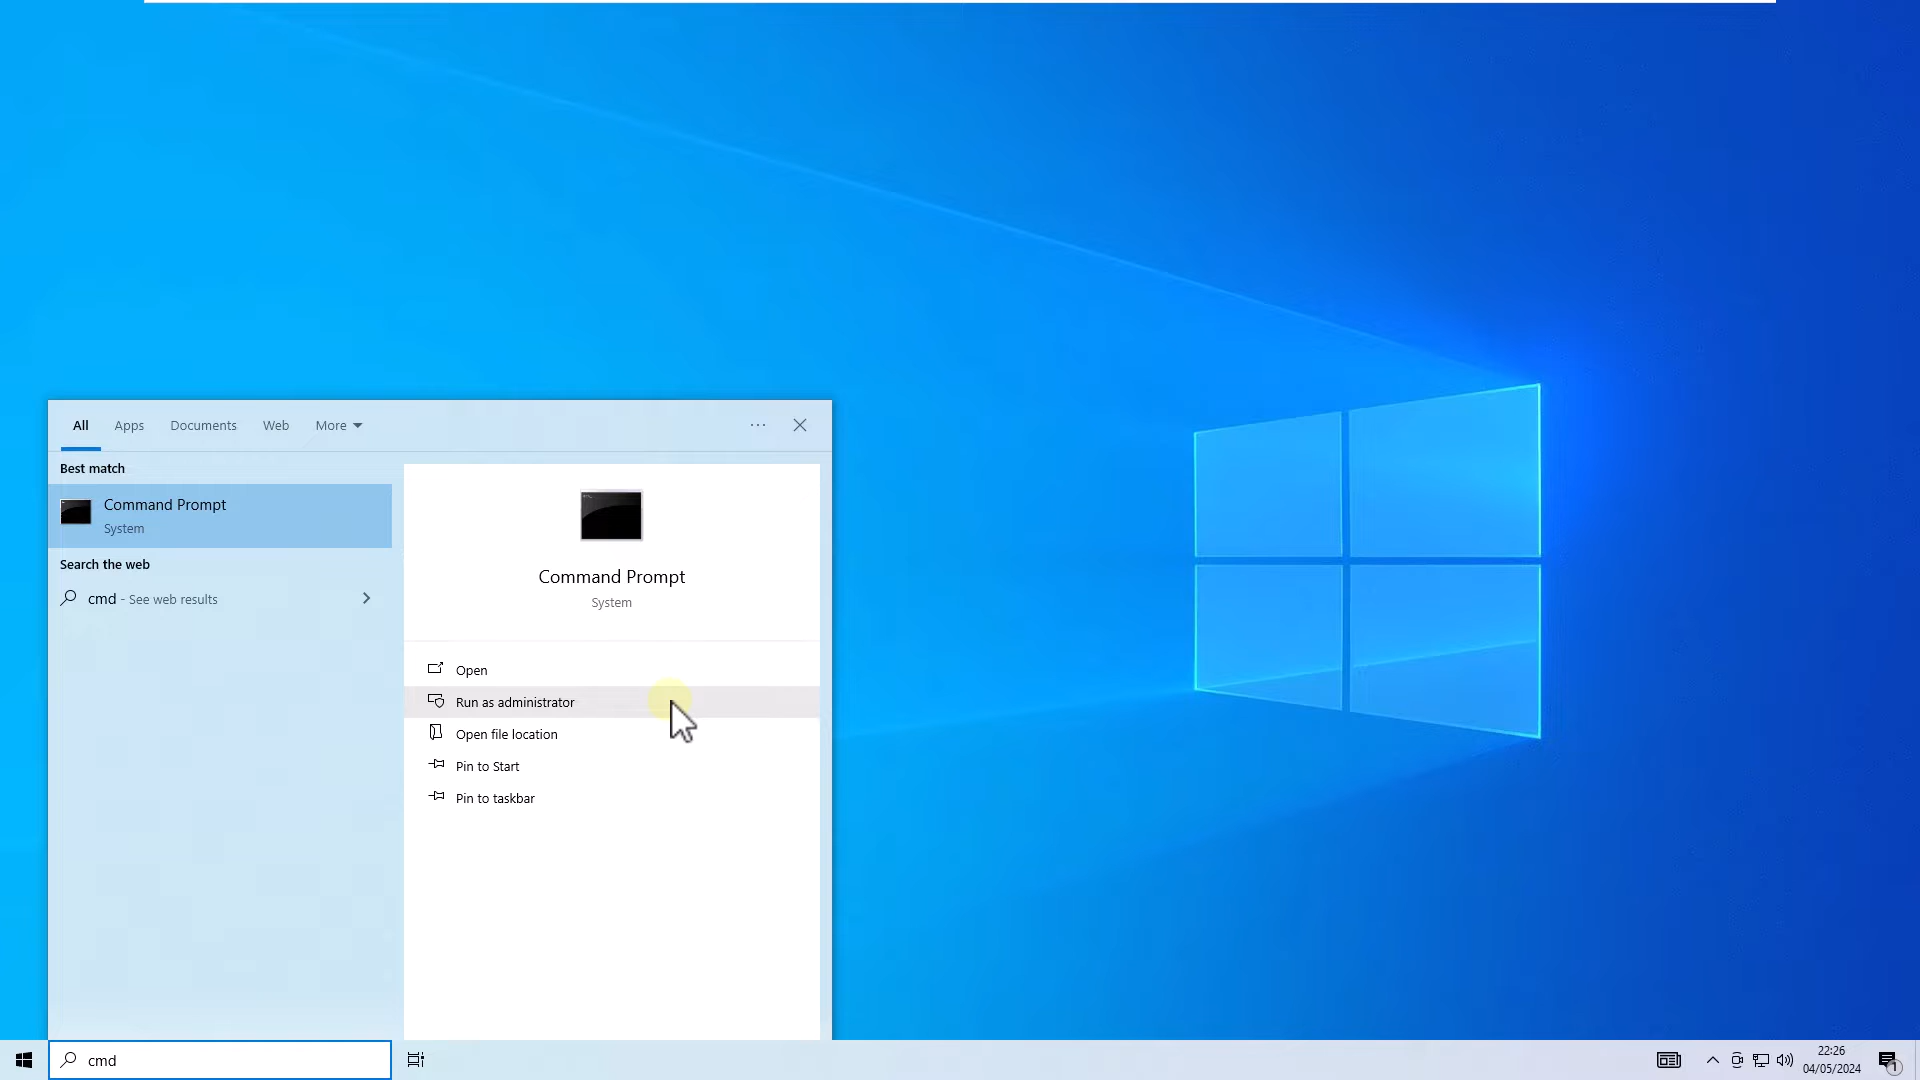 All Apps Documents Web More
Best match
Command Prompt
System
Search the web
cmd - See web results
Command Prompt
System
Open
Run as administrator
Open file location
Pin to Start
Pin to taskbar
cmd
22:26
04/05/2024
1